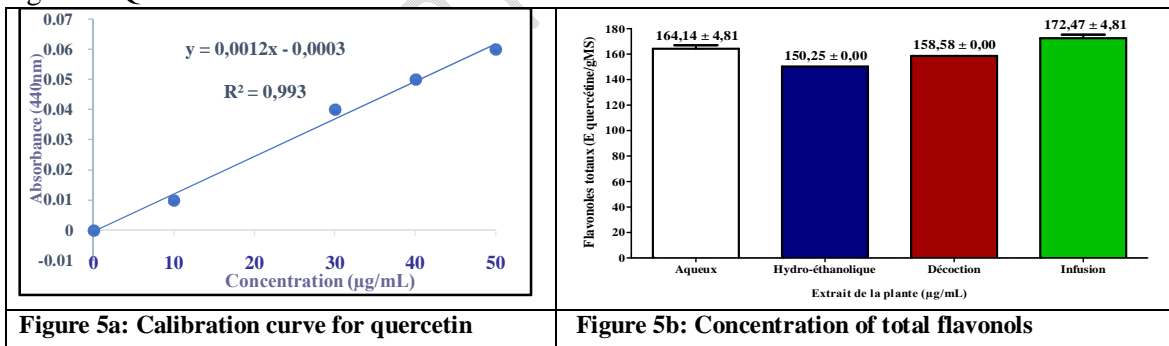 0.07
0.06
0.05
0.04
0.03
0.02
0.01
0
-0.01
Absorbance (440nm)
y = 0,0012x - 0,0003
R² = 0,993
0 10 20 30 40 50
Concentration (µg/mL)
Flavonoles totaux (E quercétine/gMS)
180
160
140
120
100
80
60
40
20
0
164,14 ± 4,81
150,25 ± 0,00
158,58 ± 0,00
172,47 ± 4,81
Aqueux Hydro-éthanolique Décoction Infusion
Extrait de la plante (µg/mL)
Figure 5a: Calibration curve for quercetin
Figure 5b: Concentration of total flavonols